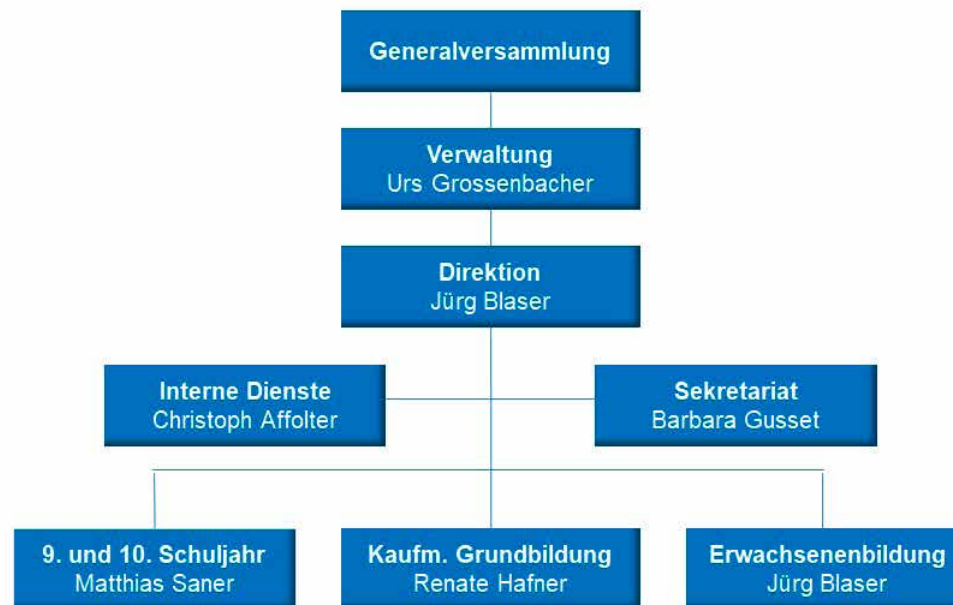 Generalversammlung
Verwaltung
Urs Grossenbacher
Direktion
Jürg Blaser
Interne Dienste
Christoph Affolter
Sekretariat
Barbara Gusset
9. und 10. Schuljahr
Matthias Saner
Kaufm. Grundbildung
Renate Hafner
Erwachsenenbildung
Jürg Blaser